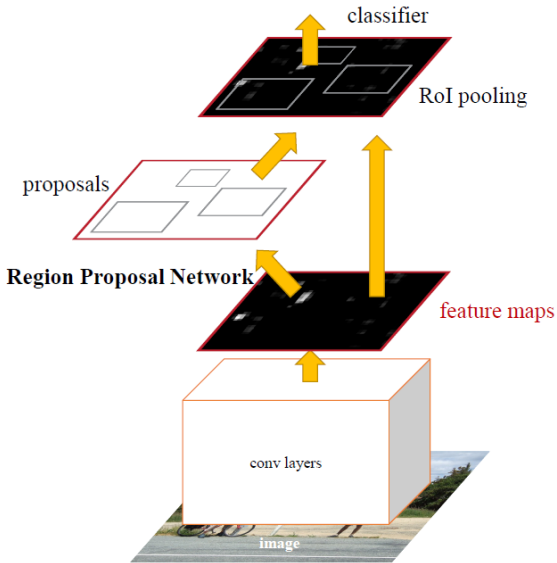 classifier
RoI pooling
proposals
Region Proposal Network
feature maps
conv layers
image